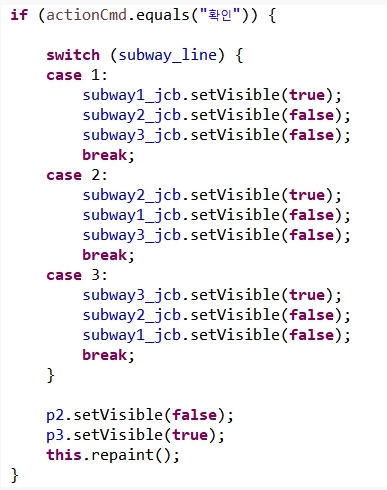 if (actionCmd.equals("확인")) {
switch (subway_line) {
case 1:
subway1_jcb.setVisible(true);
subway2_jcb.setVisible(false);
subway3_jcb.setVisible(false);
break;
case 2:
subway2_jcb.setVisible(true);
subway1_jcb.setVisible(false);
subway3_jcb.setVisible(false);
break;
case 3:
subway3_jcb.setVisible(true);
subway2_jcb.setVisible(false);
subway1_jcb.setVisible(false);
break;
}
p2.setVisible(false);
p3.setVisible(true);
this.repaint();
}